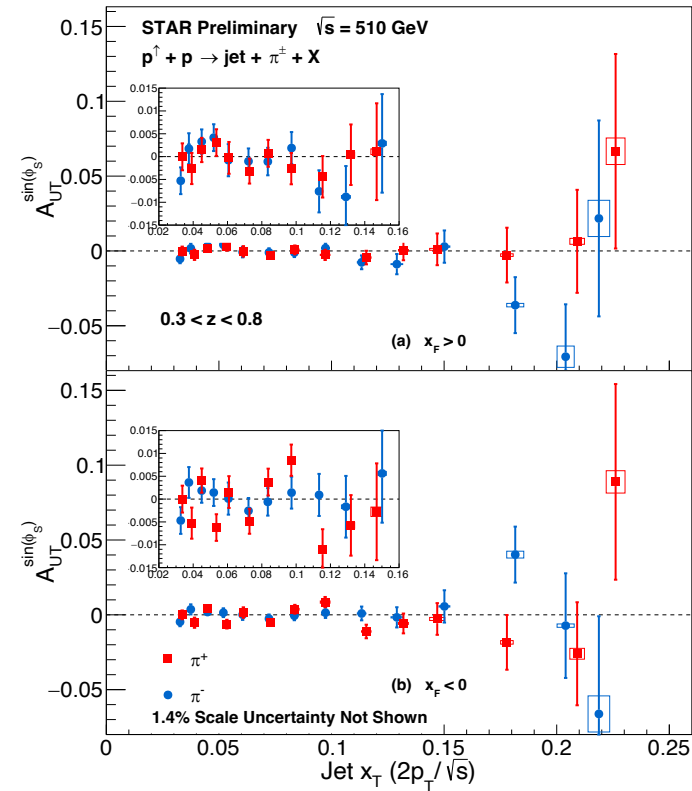 STAR Preliminary √s = 510 GeV
p↑ + p → jet + π± + X
0.1
0.05
0
−0.05
A_UT^sin(ϕ_S)
0.015
0.01
0.005
0
-0.005
-0.01
-0.015
0.02 0.04 0.06 0.08 0.1 0.12 0.14 0.16
0.3 < z < 0.8
(a) x_F > 0
0.15
0.1
0.05
0
−0.05
A_UT^sin(ϕ_S)
0.015
0.01
0.005
0
-0.005
-0.01
-0.015
0.02 0.04 0.06 0.08 0.1 0.12 0.14 0.16
π+
π-
(b) x_F < 0
1.4% Scale Uncertainty Not Shown
0 0.05 0.1 0.15 0.2 0.25
Jet x_T (2p_T/√s)